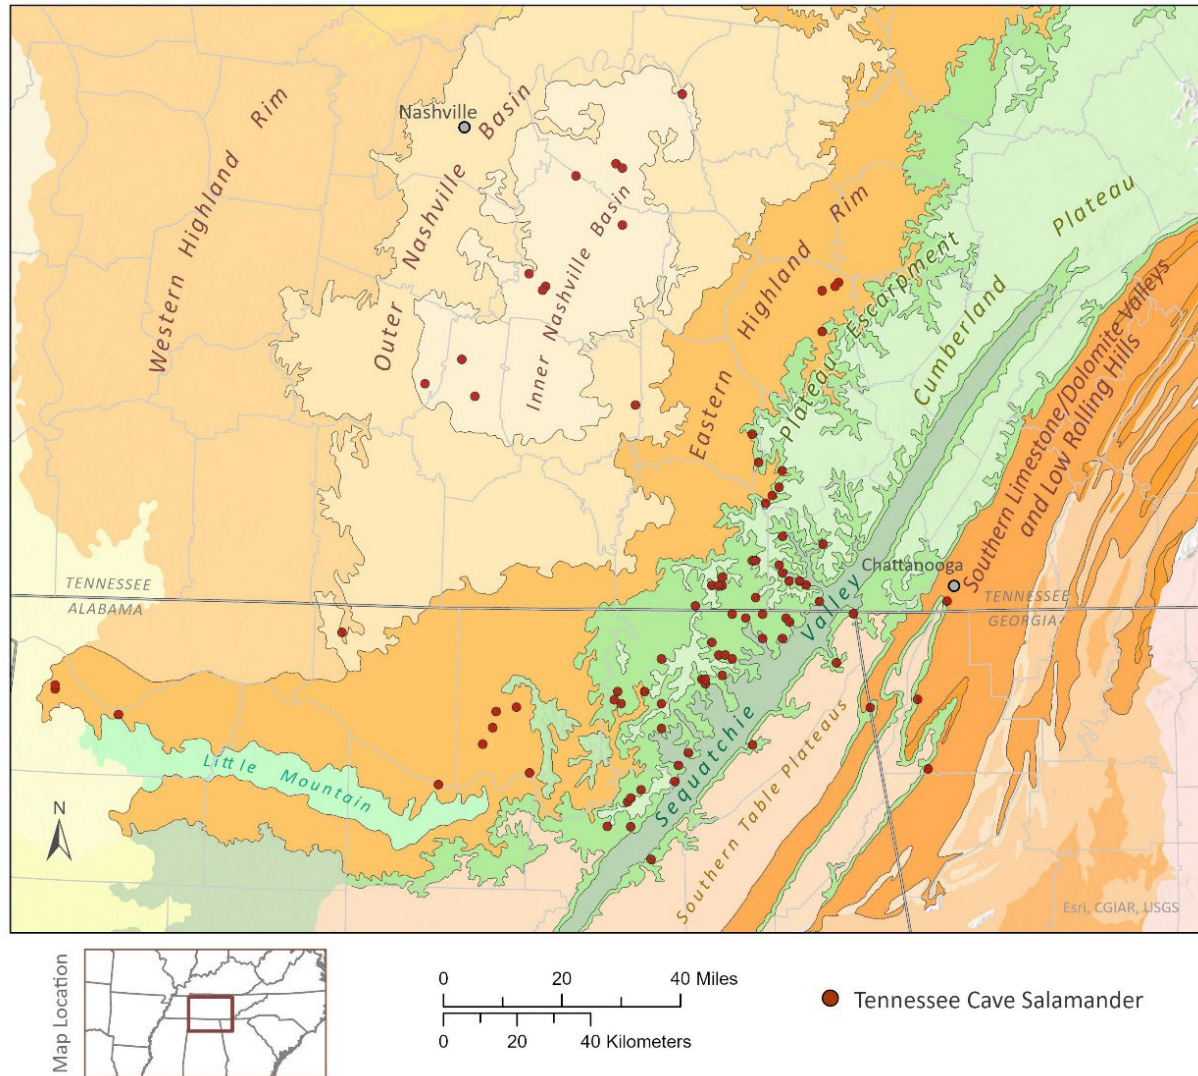 Western Highland Rim
Nashville
Outer Nashville Basin
Inner Nashville Basin
Eastern Highland Rim
Plateau Escarpment
Cumberland Plateau
Southern Limestone/Dolomite Valleys
and Low Rolling Hills
Chattanooga
TENNESSEE
ALABAMA
TENNESSEE
GEORGIA
Sequatchie Valley
Little Mountain
Southern Table Plateaus
N
Esri, CGIAR, USGS
Map Location
0 20 40 Miles
0 20 40 Kilometers
Tennessee Cave Salamander